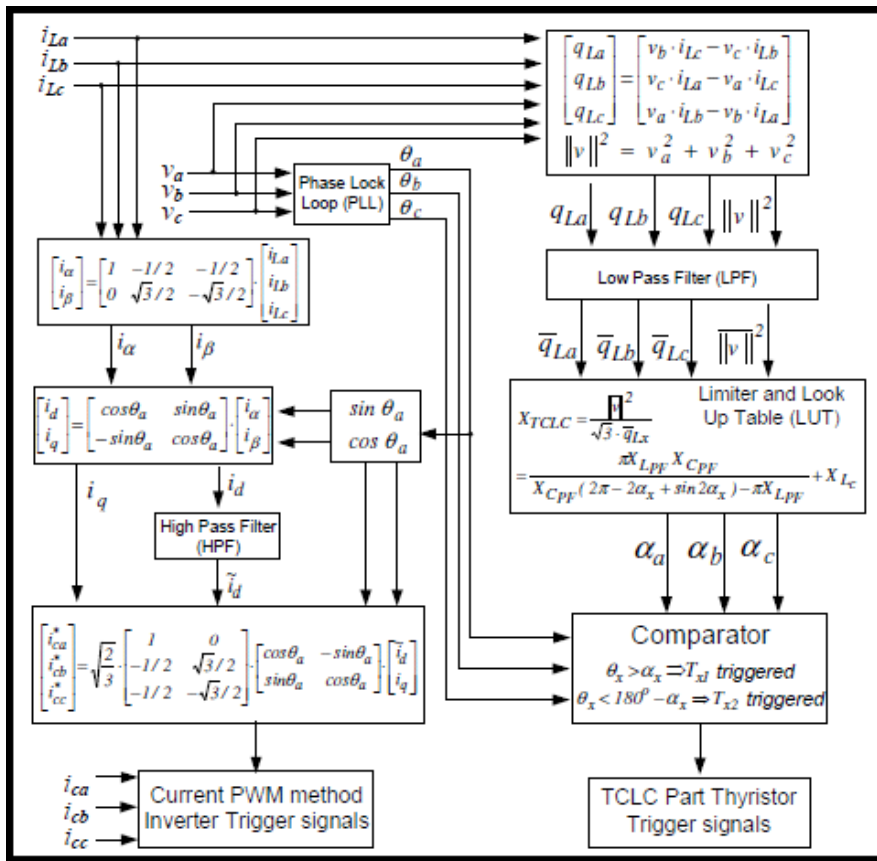 i_La
i_Lb
i_Lc
[q_La q_Lb q_Lc] = [v_b · i_Lc − v_c · i_Lb
v_c · i_La − v_a · i_Lc
v_a · i_Lb − v_b · i_La]
‖v‖² = v_a² + v_b² + v_c²
v_a
v_b
v_c
Phase Lock
Loop (PLL)
θ_a
θ_b
θ_c
q_La q_Lb q_Lc ‖v‖²
[i_α i_β] = [1 −1/2 −1/2
0 √3/2 −√3/2] · [i_La i_Lb i_Lc]
Low Pass Filter (LPF)
i_α i_β
q̅_La q̅_Lb q̅_Lc ‖v‖̅²
[i_d i_q] = [cosθ_a sinθ_a
−sinθ_a cosθ_a] · [i_α i_β]
sin θ_a
cos θ_a
Limiter and Look
Up Table (LUT)
X_TCLC = ‖v‖̅² / (√3 · q̅_Lx)
= πX_LPF X_CPF / (X_CPF(2π − 2α_x + sin2α_x) − πX_LPF) + X_Lc
i_q
i_d
High Pass Filter
(HPF)
ĩ_d
α_a α_b α_c
[i*_ca i*_cb i*_cc] = √(2/3) · [1 0
−1/2 √3/2
−1/2 −√3/2] · [cosθ_a −sinθ_a
sinθ_a cosθ_a] · [ĩ_d i_q]
Comparator
θ_x > α_x ⇒ T_x1 triggered
θ_x < 180° − α_x ⇒ T_x2 triggered
i_ca
i_cb
i_cc
Current PWM method
Inverter Trigger signals
TCLC Part Thyristor
Trigger signals